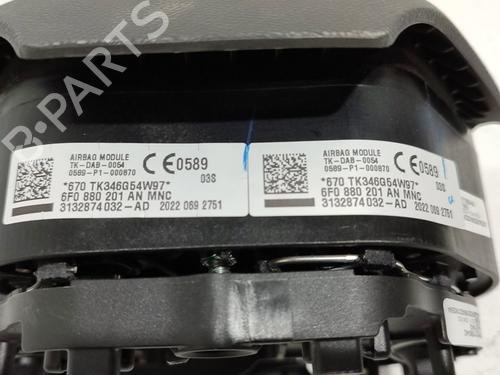 AIRBAG MODULE
TK-DAB-0054
0589-P1-000870
CE 0589
03S
*670 TK346G54W97*
6F0 880 201 AN MNC
3132874032-AD 2022 069 2751
AIRBAG MODULE
TK-DAB-0054
0589-P1-000870
CE 0589
03S
*670 TK346G54W97*
6F0 880 201 AN MNC
3132874032-AD 2022 069 2751
B-PARTS